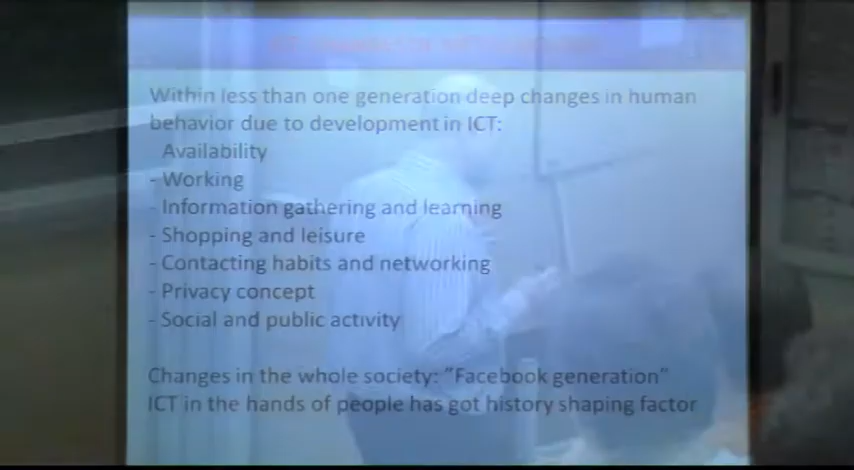 Within less than one generation deep changes in human
behavior due to development in ICT:
Availability
- Working
- Information gathering and learning
- Shopping and leisure
- Contacting habits and networking
- Privacy concept
- Social and public activity
Changes in the whole society: “Facebook generation”
ICT in the hands of people has got history shaping factor